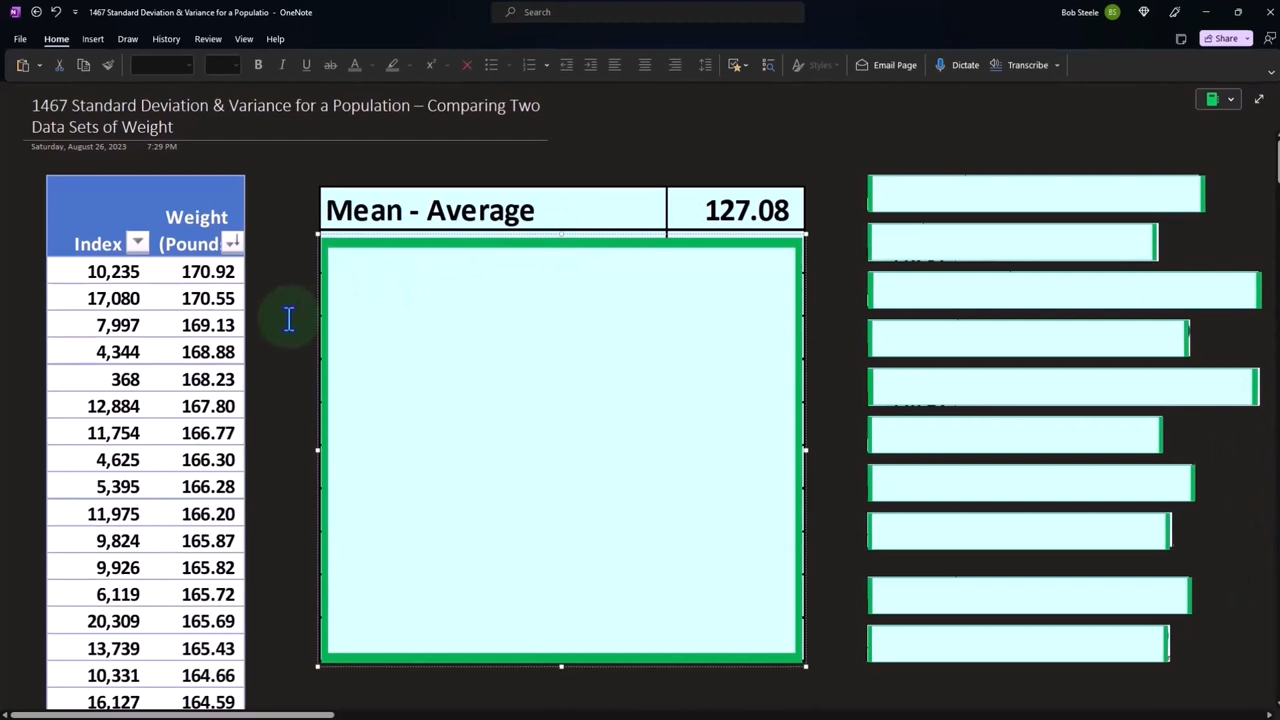 1467 Standard Deviation & Variance for a Populatio - OneNote
Search
Bob Steele
BS
File Home Insert Draw History Review View Help
Share
B I U ab A x Styles Email Page Dictate Transcribe
1467 Standard Deviation & Variance for a Population – Comparing Two
Data Sets of Weight
Saturday, August 26, 2023 7:29 PM
Weight
Index (Pound
10,235 170.92
17,080 170.55
7,997 169.13
4,344 168.88
368 168.23
12,884 167.80
11,754 166.77
4,625 166.30
5,395 166.28
11,975 166.20
9,824 165.87
9,926 165.82
6,119 165.72
20,309 165.69
13,739 165.43
10,331 164.66
16,127 164.59
Mean - Average 127.08